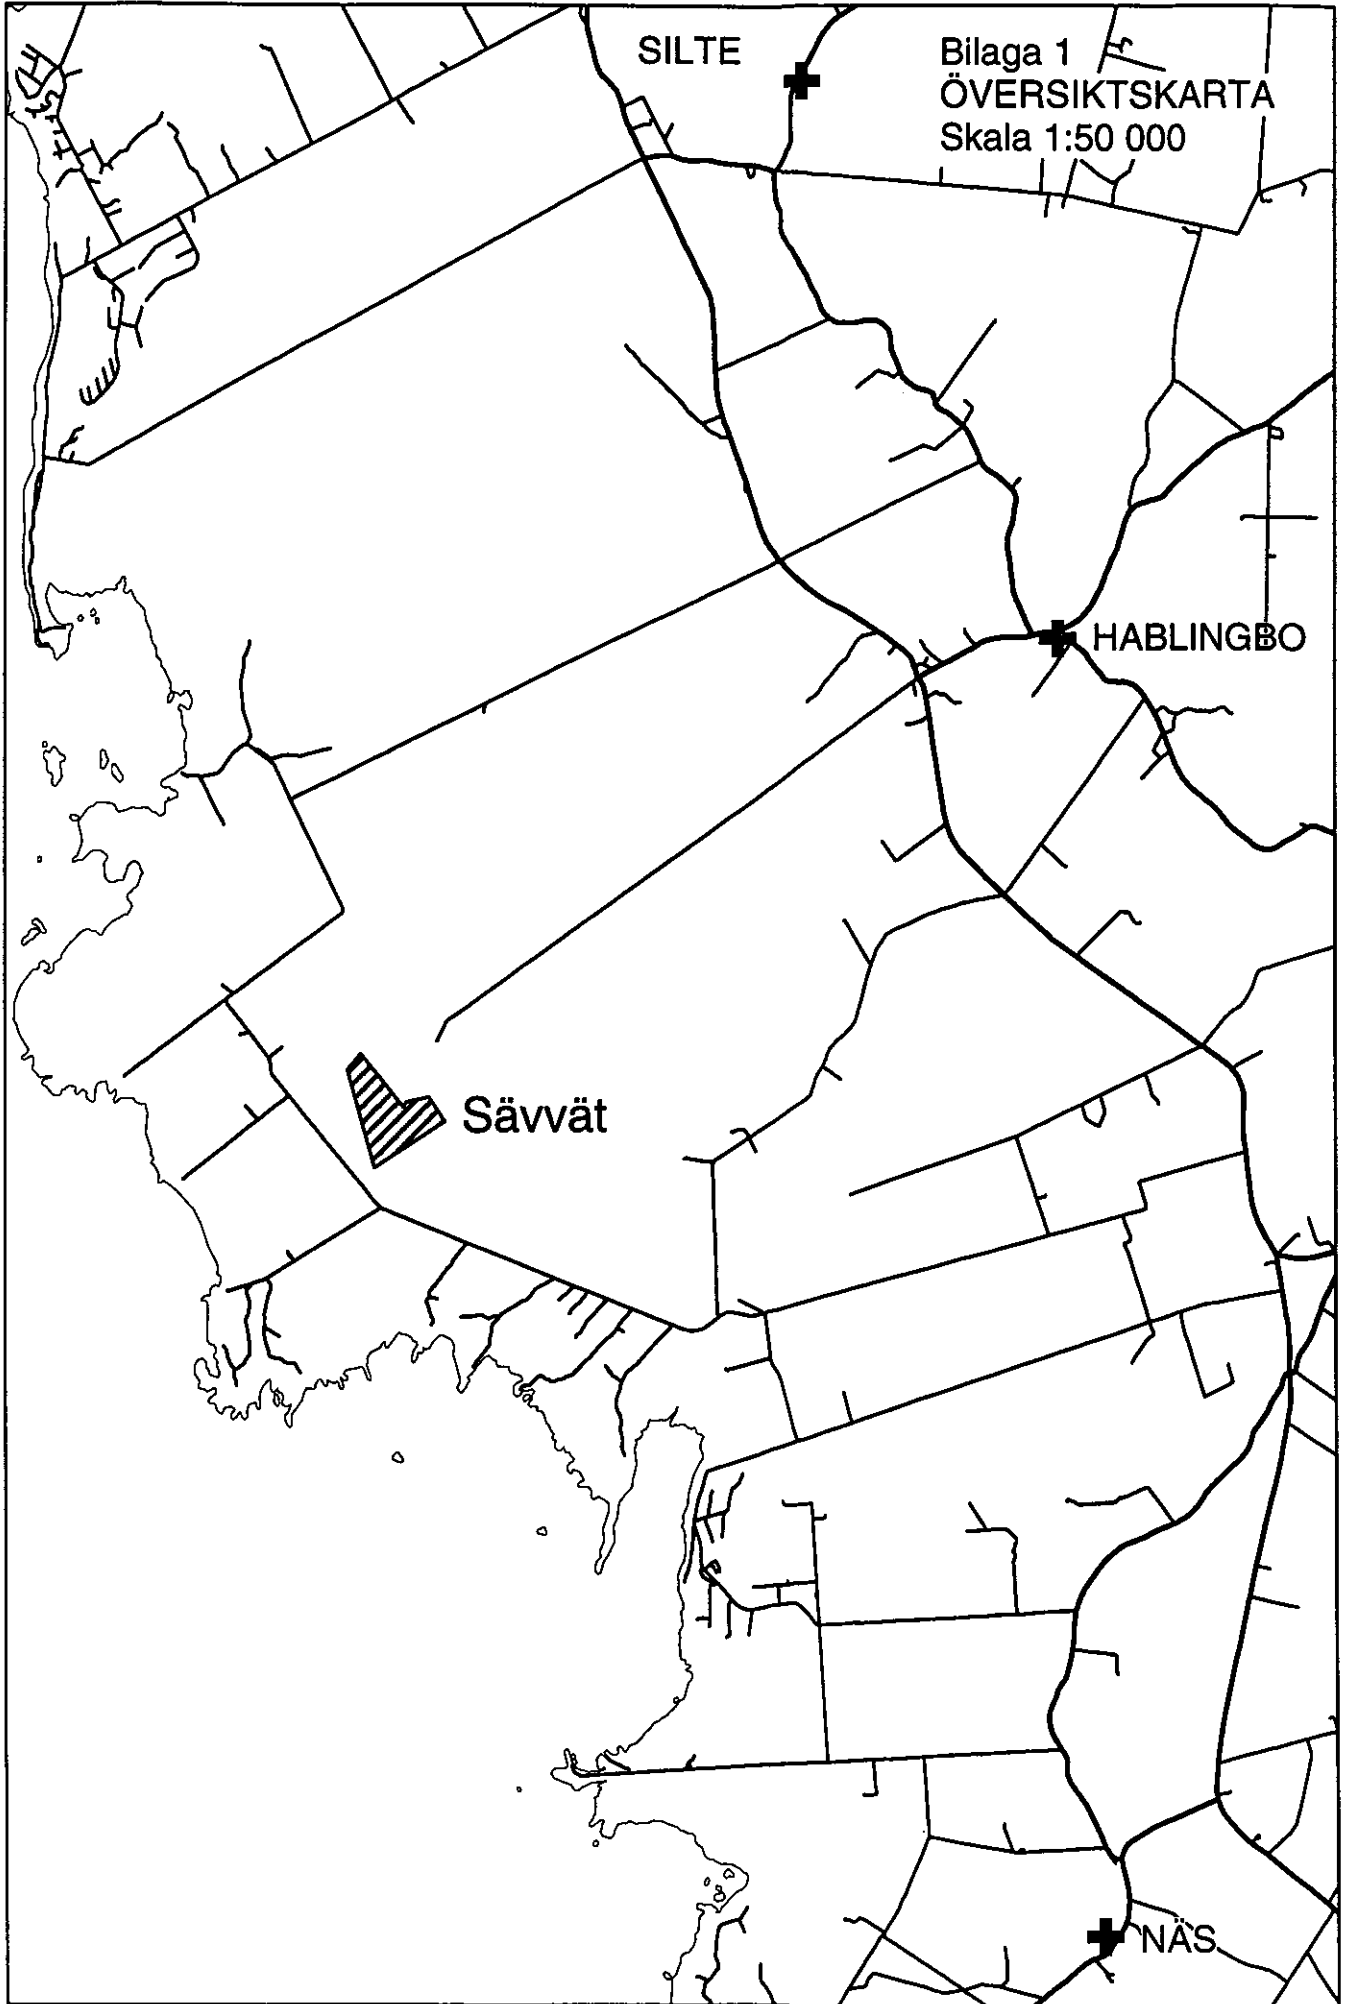 SILTE
Bilaga 1
ÖVERSIKTSKARTA
Skala 1:50 000
HABLINGBO
Sävvät
NÄS